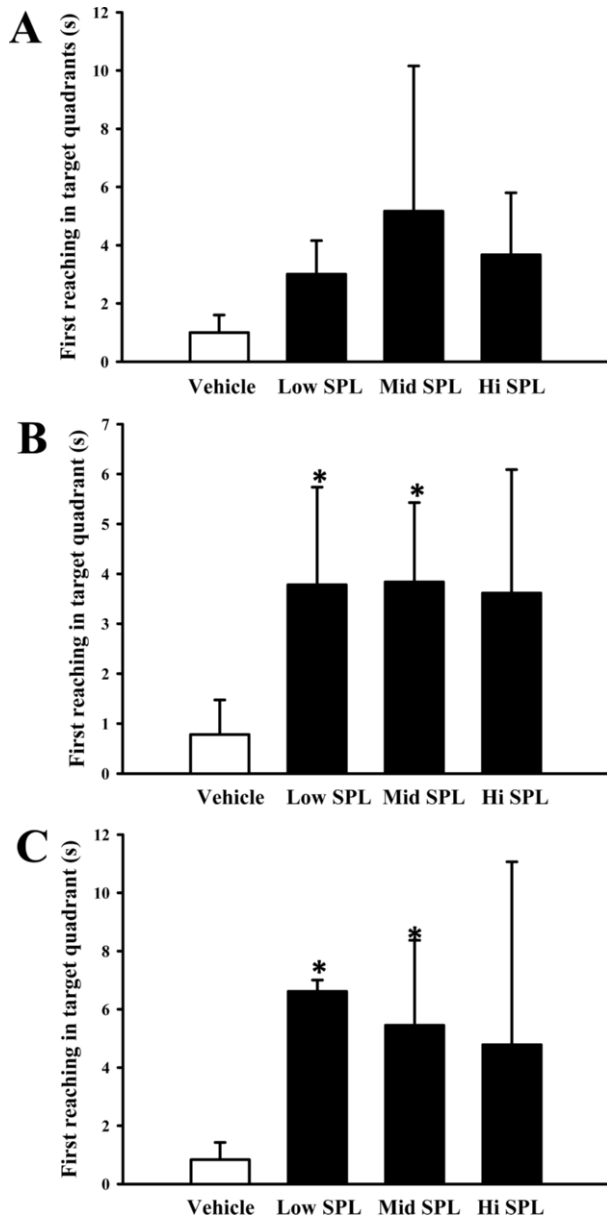 A
First reaching in target quadrants (s)
12
10
8
6
4
2
0
Vehicle Low SPL Mid SPL Hi SPL
B
First reaching in target quadrant (s)
7
6
5
4
3
2
1
0
* *
Vehicle Low SPL Mid SPL Hi SPL
C
First reaching in target quadrant (s)
12
10
8
6
4
2
0
* *
Vehicle Low SPL Mid SPL Hi SPL